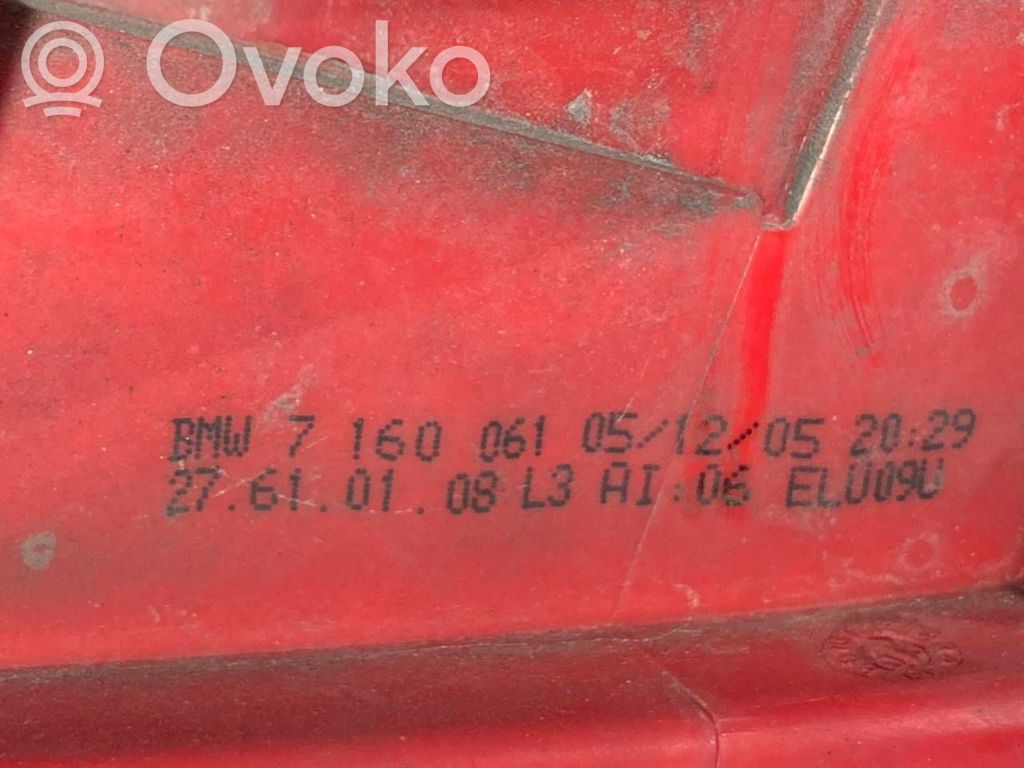 Ovoko
BMW 7 160 061 05/12/05 20:29
27.61.01.08 L3 AI:06 ELU09U